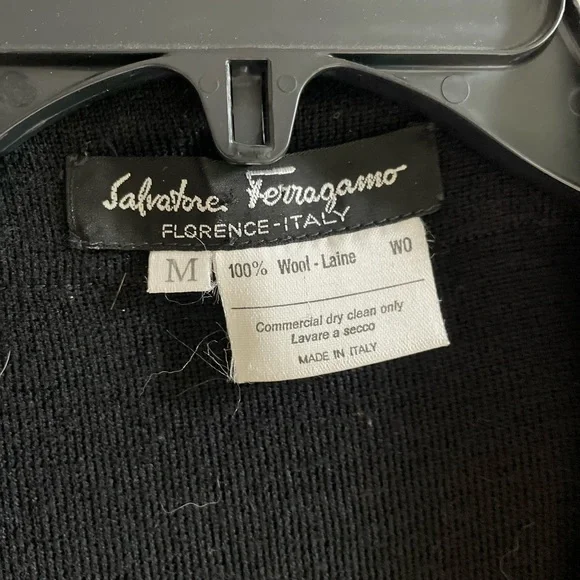 Salvatore Ferragamo
FLORENCE-ITALY
M
100% Wool - Laine WO
Commercial dry clean only
Lavare a secco
MADE IN ITALY